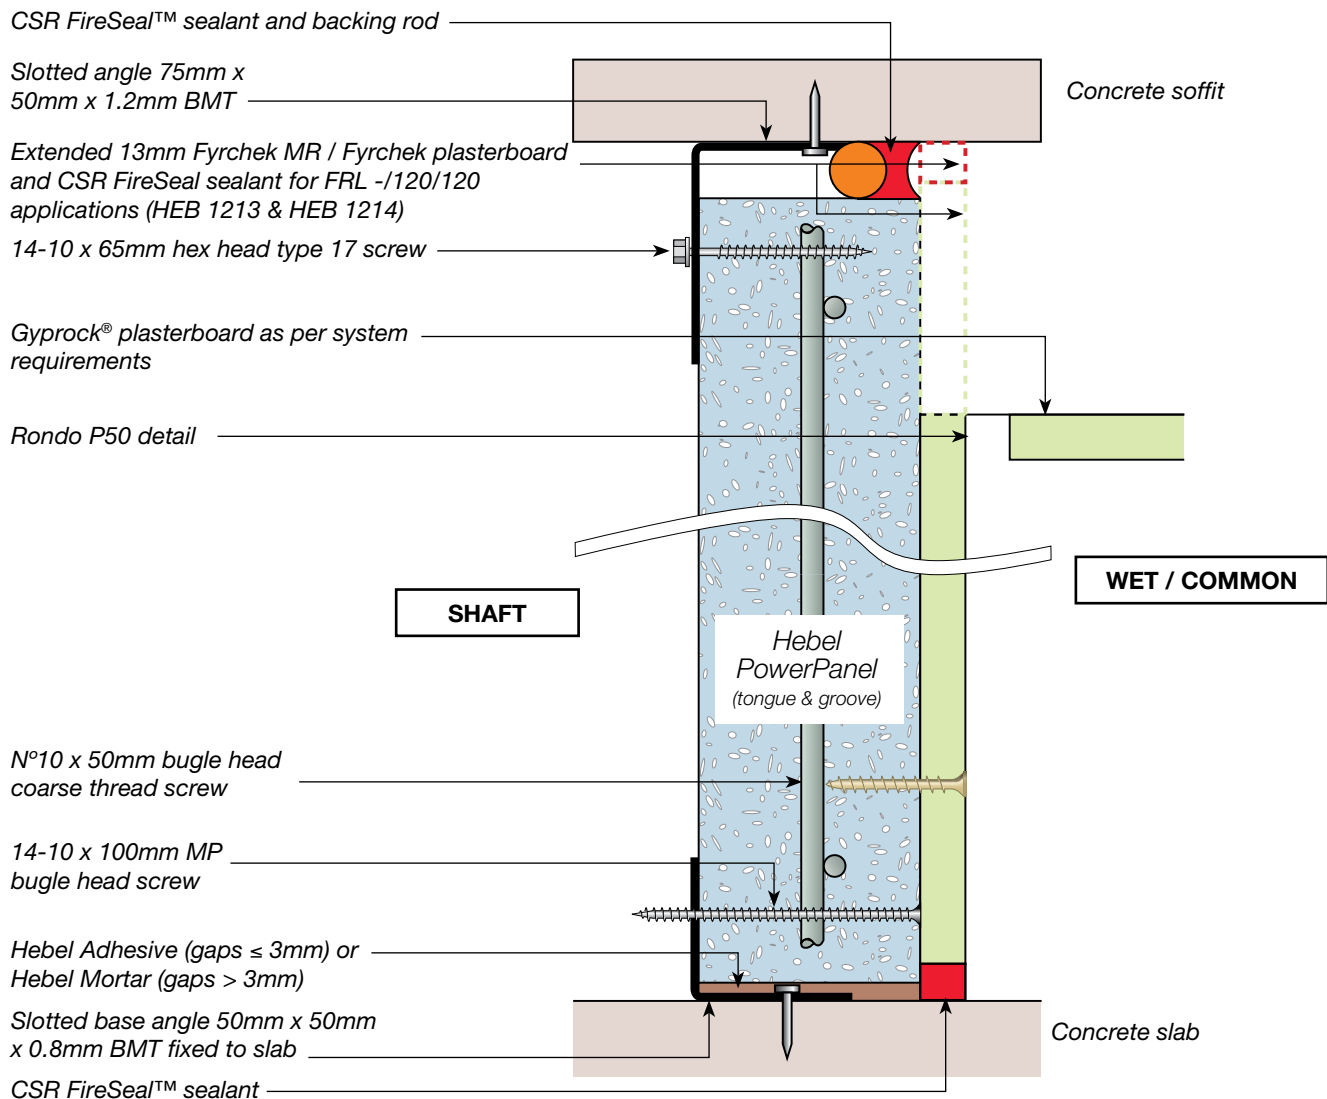 CSR FireSeal™ sealant and backing rod
Slotted angle 75mm x
50mm x 1.2mm BMT
Concrete soffit
Extended 13mm Fyrchek MR / Fyrchek plasterboard
and CSR FireSeal sealant for FRL -/120/120
applications (HEB 1213 & HEB 1214)
14-10 x 65mm hex head type 17 screw
Gyprock® plasterboard as per system
requirements
Rondo P50 detail
SHAFT
WET / COMMON
Hebel
PowerPanel
(tongue & groove)
Nº10 x 50mm bugle head
coarse thread screw
14-10 x 100mm MP
bugle head screw
Hebel Adhesive (gaps ≤ 3mm) or
Hebel Mortar (gaps > 3mm)
Slotted base angle 50mm x 50mm
x 0.8mm BMT fixed to slab
Concrete slab
CSR FireSeal™ sealant